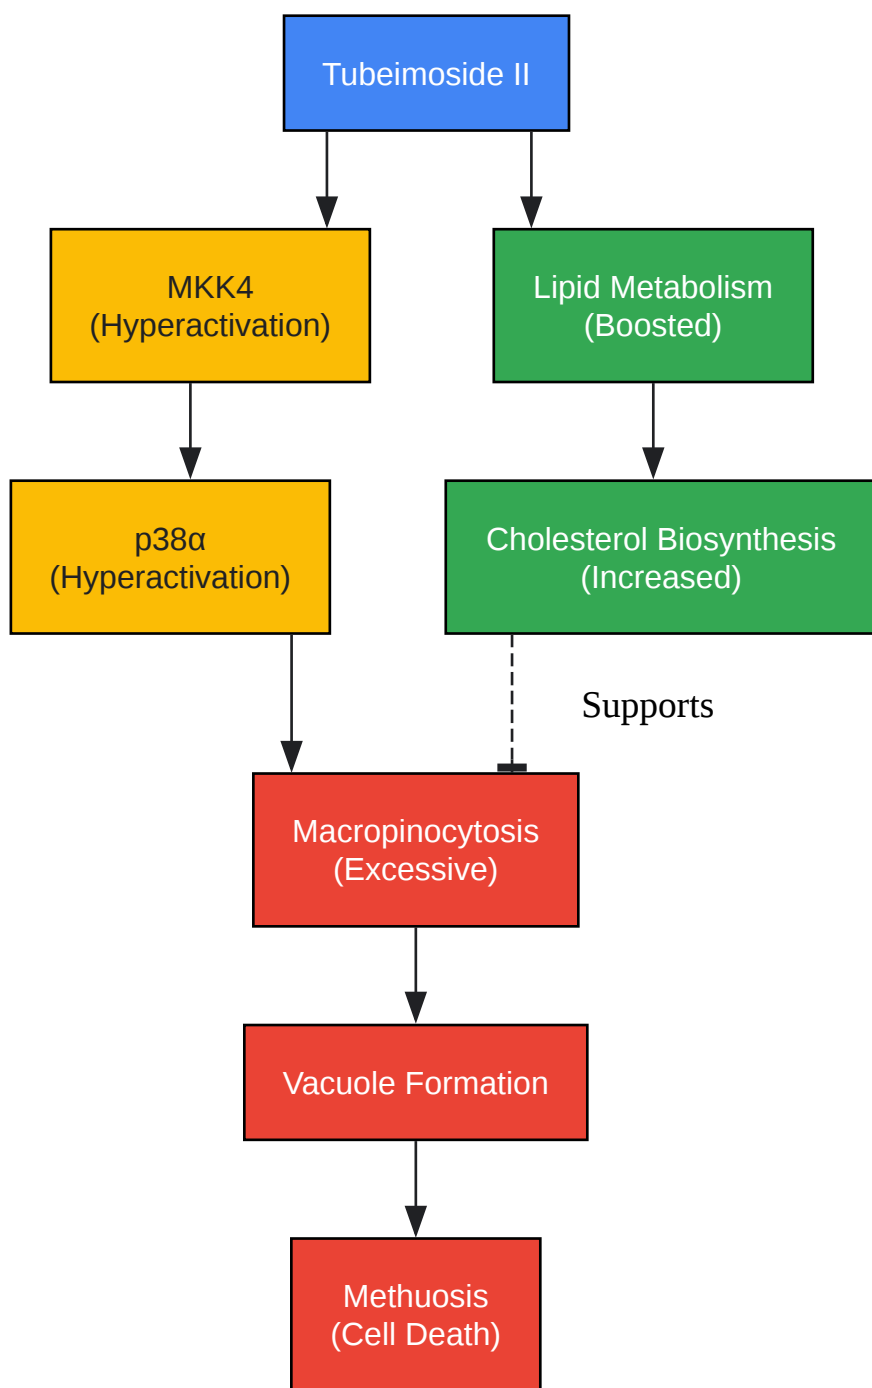 Tubeimoside II
MKK4
(Hyperactivation)
Lipid Metabolism
(Boosted)
p38α
(Hyperactivation)
Cholesterol Biosynthesis
(Increased)
Supports
Macropinocytosis
(Excessive)
Vacuole Formation
Methuosis
(Cell Death)